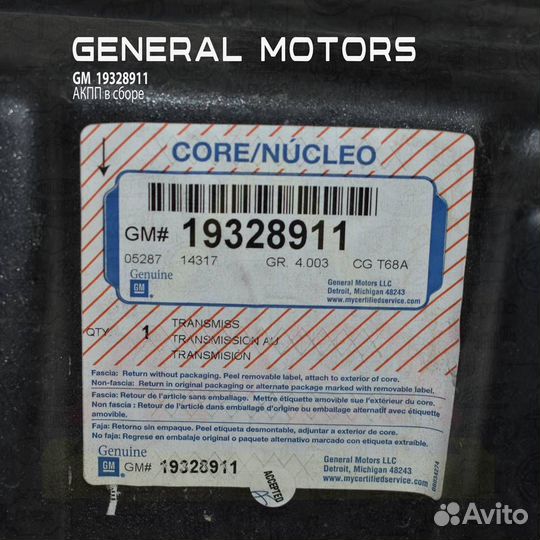 GENERAL MOTORS
GM 19328911
АКПП в сборе
CORE/NÚCLEO
GM# 19328911
05287 14317 GR. 4.003 CG T68A
Genuine
GM
General Motors LLC
Detroit, Michigan 48243
www.mycertifiedservice.com
QTY 1 TRANSMISS
TRANSMISSION AU
TRANSMISIÓN
Fascia: Return without packaging. Peel removable label, attach to exterior of core.
Non-fascia: Return in original packaging or alternate package marked with removable label.
Fascia: Retour de l'article sans emballage. Mettre étiquette amovible sue l'extérieur du core.
Non fascia : Retour de l'article dans emballage d'origine ou emballage alternatif avec étiquette
amovible.
Faja: Retorno sin empaque. Peel etiqueta desmontable, adjuntar a exterior de core.
No faja: Regrese en embalaje original o paquete alternativo marcado con etiqueta extraíble.
Genuine
GM
GM# 19328911
ACCEPTED
General Motors LLC
Detroit, Michigan 48243
www.mycertifiedservice.com
Avito